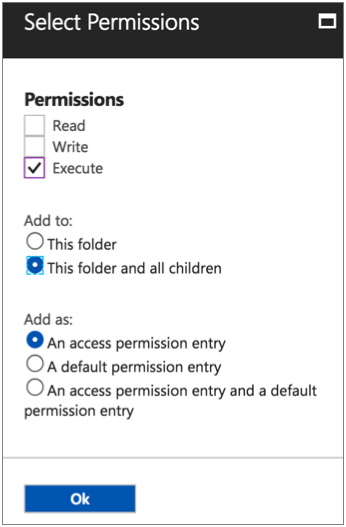 Select Permissions
Permissions
Read
Write
Execute
Add to:
This folder
This folder and all children
Add as:
An access permission entry
A default permission entry
An access permission entry and a default
permission entry
Ok